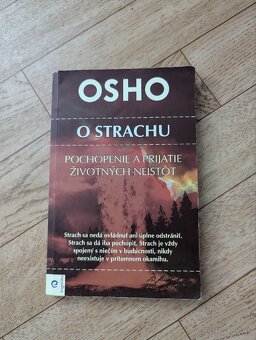 OSHO
O STRACHU
POCHOPENIE A PRIJATIE
ŽIVOTNÝCH NEISTÔT
Strach sa nedá ovládnuť ani úplne odstrániť.
Strach sa dá iba pochopiť. Strach je vždy
spojený s niečím v budúcnosti, nikdy
neexistuje v prítomnom okamihu.